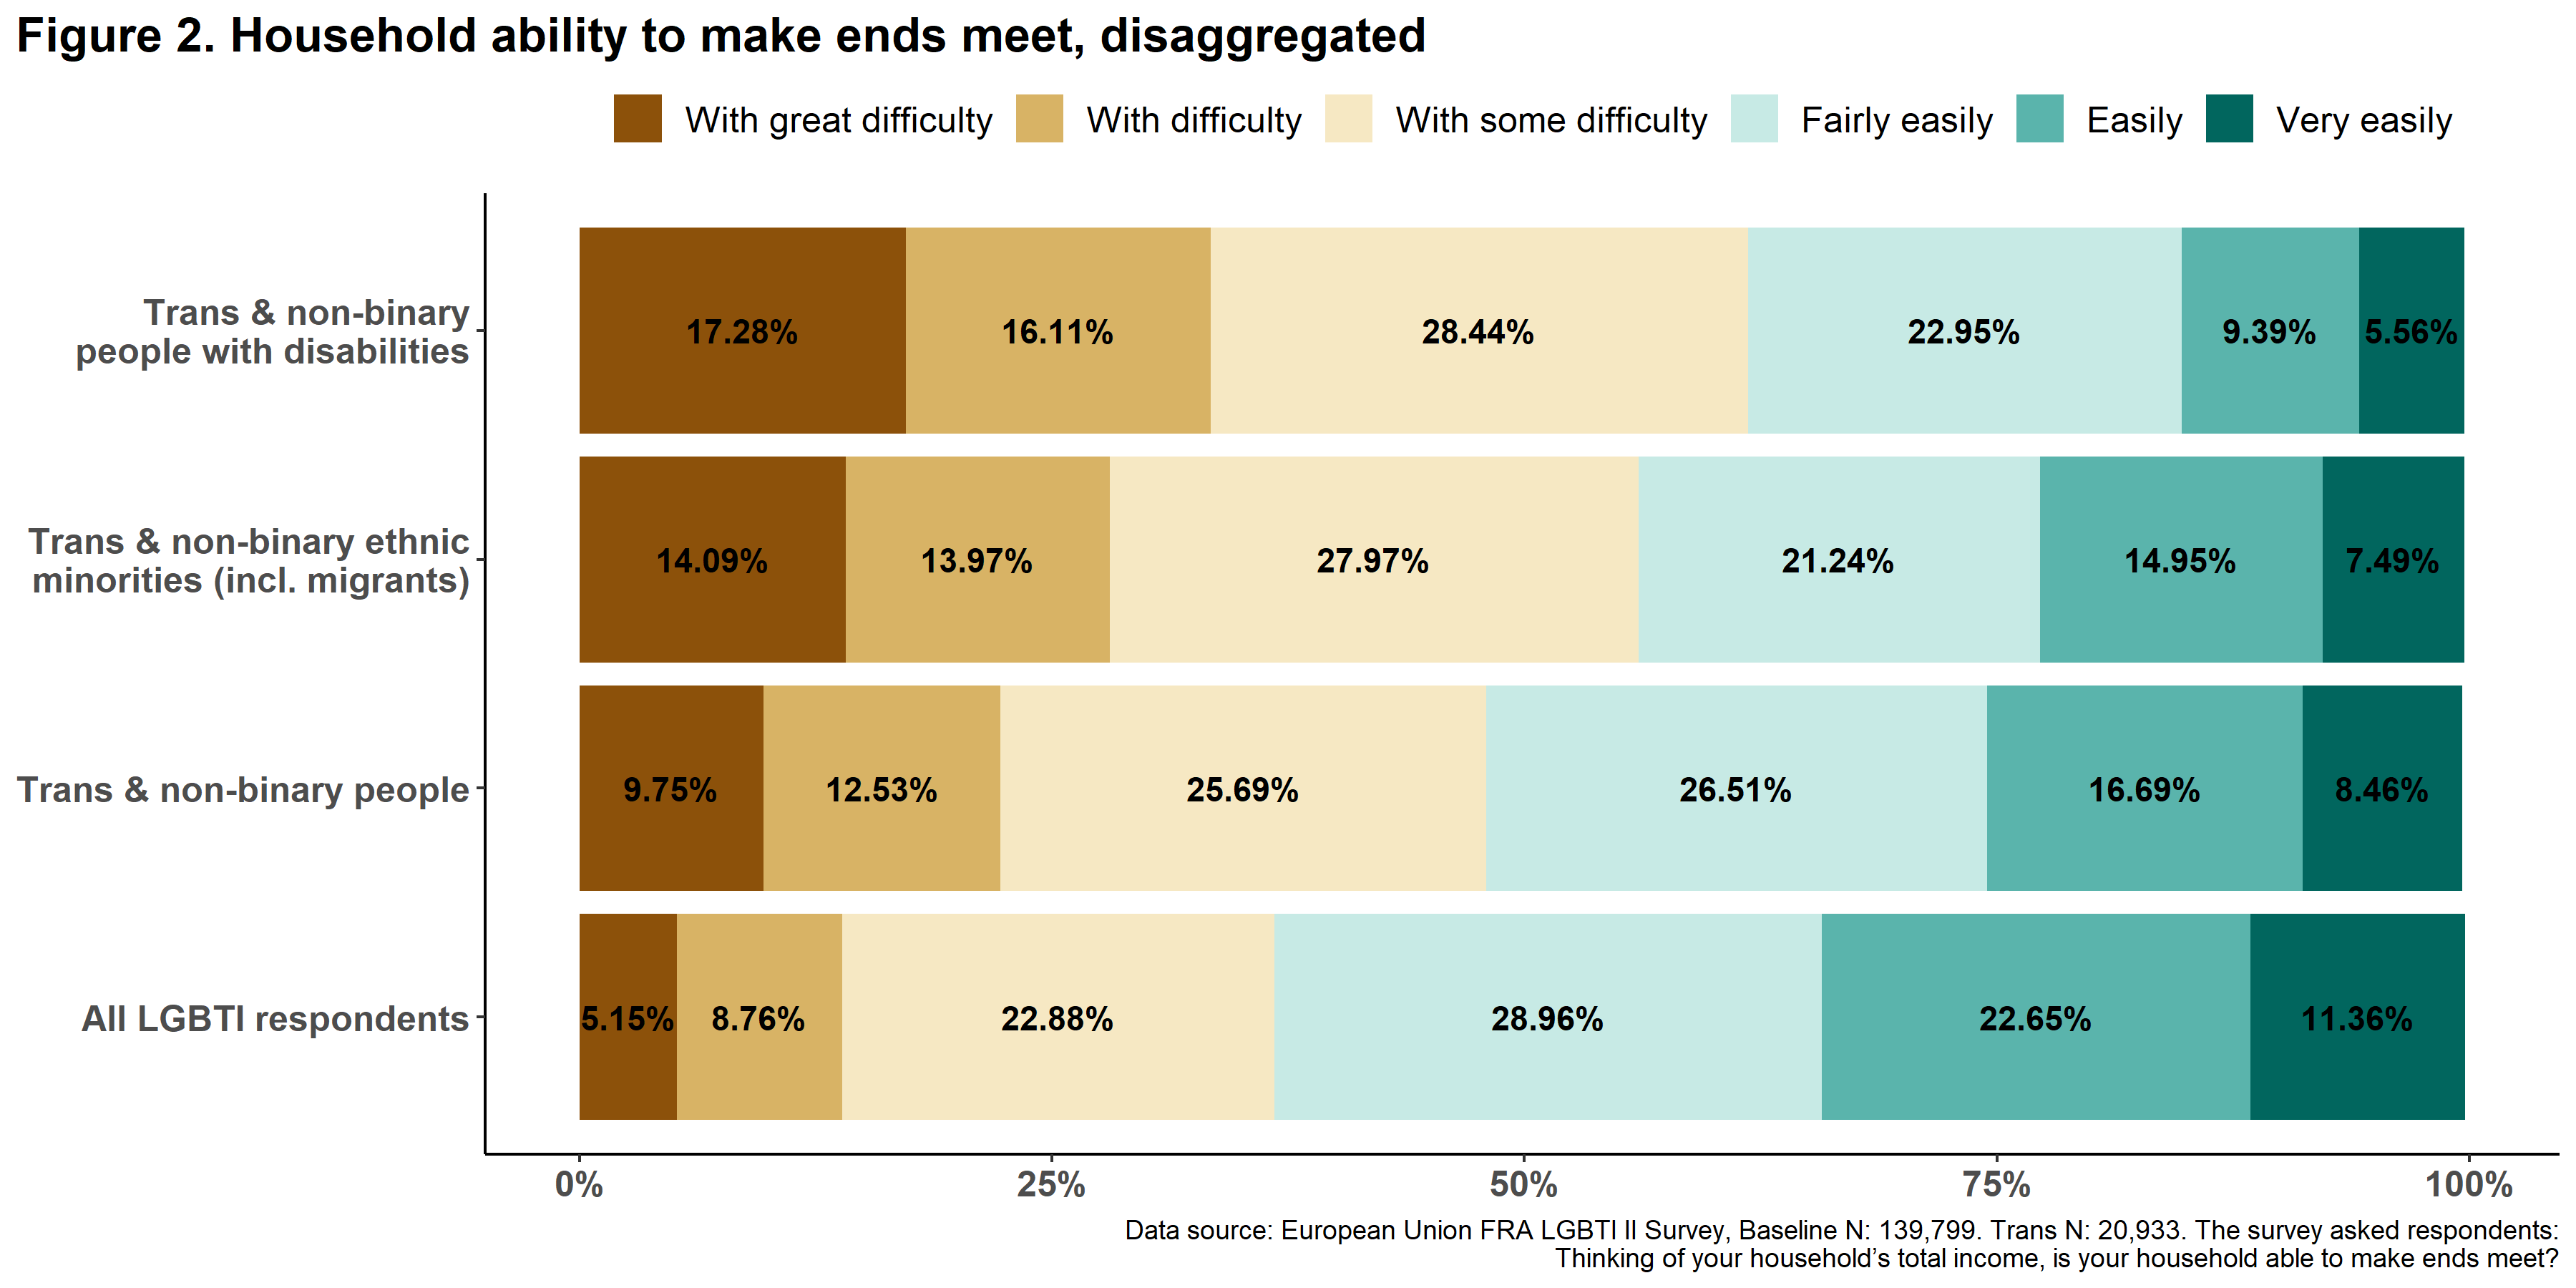 Figure 2. Household ability to make ends meet, disaggregated
With great difficulty With difficulty With some difficulty Fairly easily Easily Very easily
Trans & non-binary
people with disabilities
17.28% 16.11% 28.44% 22.95% 9.39% 5.56%
Trans & non-binary ethnic
minorities (incl. migrants)
14.09% 13.97% 27.97% 21.24% 14.95% 7.49%
Trans & non-binary people
9.75% 12.53% 25.69% 26.51% 16.69% 8.46%
All LGBTI respondents
5.15% 8.76% 22.88% 28.96% 22.65% 11.36%
0% 25% 50% 75% 100%
Data source: European Union FRA LGBTI II Survey, Baseline N: 139,799. Trans N: 20,933. The survey asked respondents:
Thinking of your household’s total income, is your household able to make ends meet?